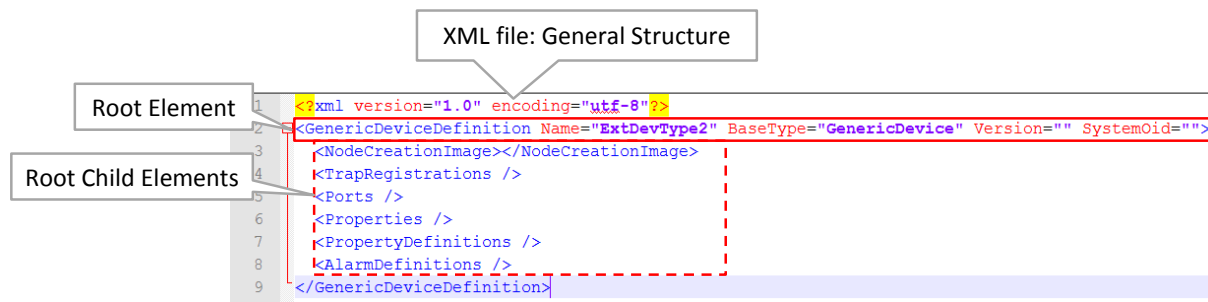 XML file: General Structure
Root Element
1 <?xml version="1.0" encoding="utf-8"?>
2 <GenericDeviceDefinition Name="ExtDevType2" BaseType="GenericDevice" Version="" SystemOid="">
3 <NodeCreationImage></NodeCreationImage>
Root Child Elements
4 <TrapRegistrations />
5 <Ports />
6 <Properties />
7 <PropertyDefinitions />
8 <AlarmDefinitions />
9 </GenericDeviceDefinition>